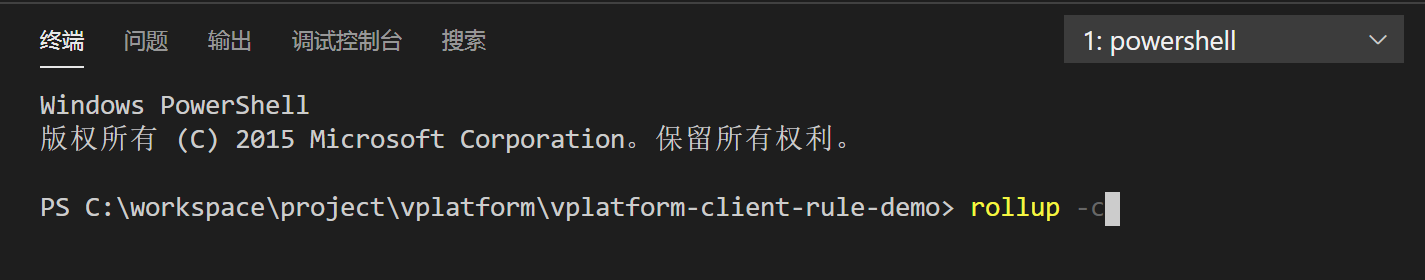 终端 问题 输出 调试控制台 搜索 1: powershell
Windows PowerShell
版权所有 (C) 2015 Microsoft Corporation。保留所有权利。
PS C:\workspace\project\vplatform\vplatform-client-rule-demo> rollup -c